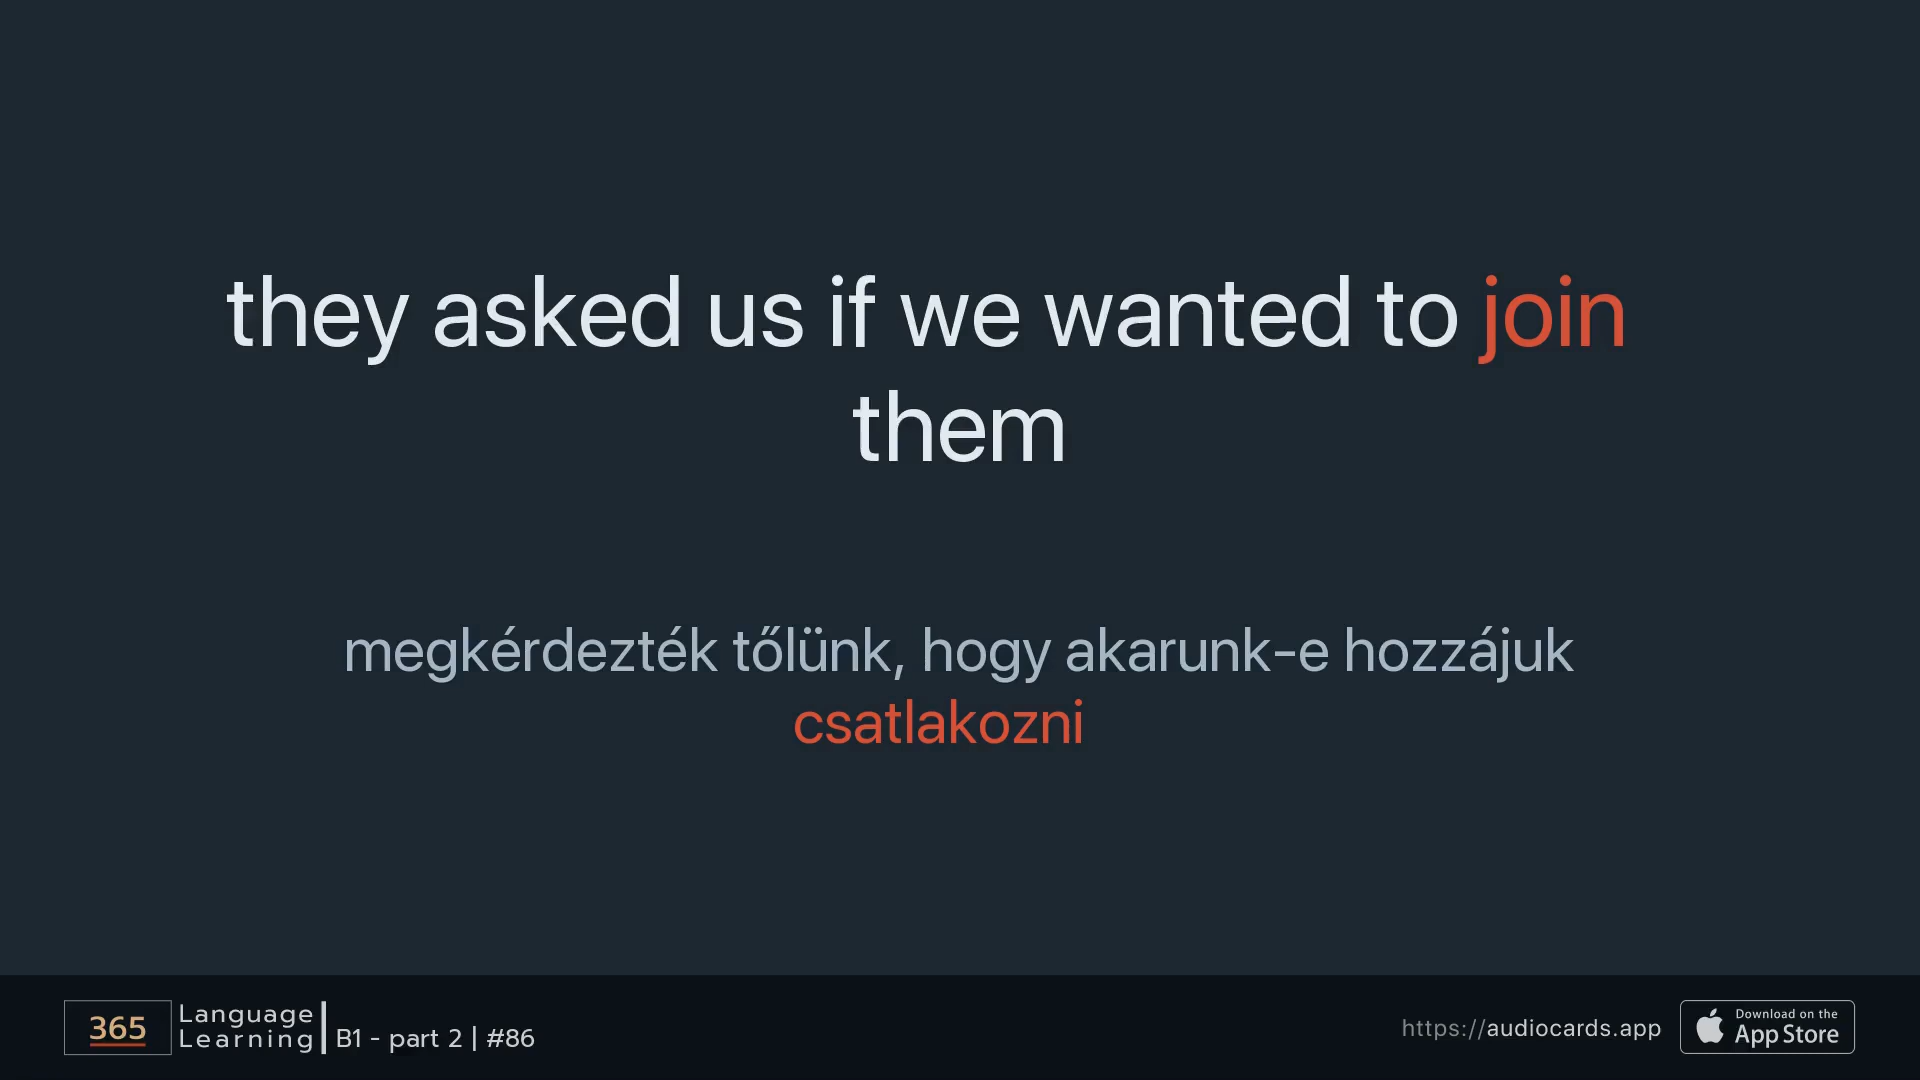 they asked us if we wanted to join
them
megkérdezték tőlünk, hogy akarunk-e hozzájuk
csatlakozni
365 Language Learning
B1 - part 2 | #86
https://audiocards.app
Download on the
App Store